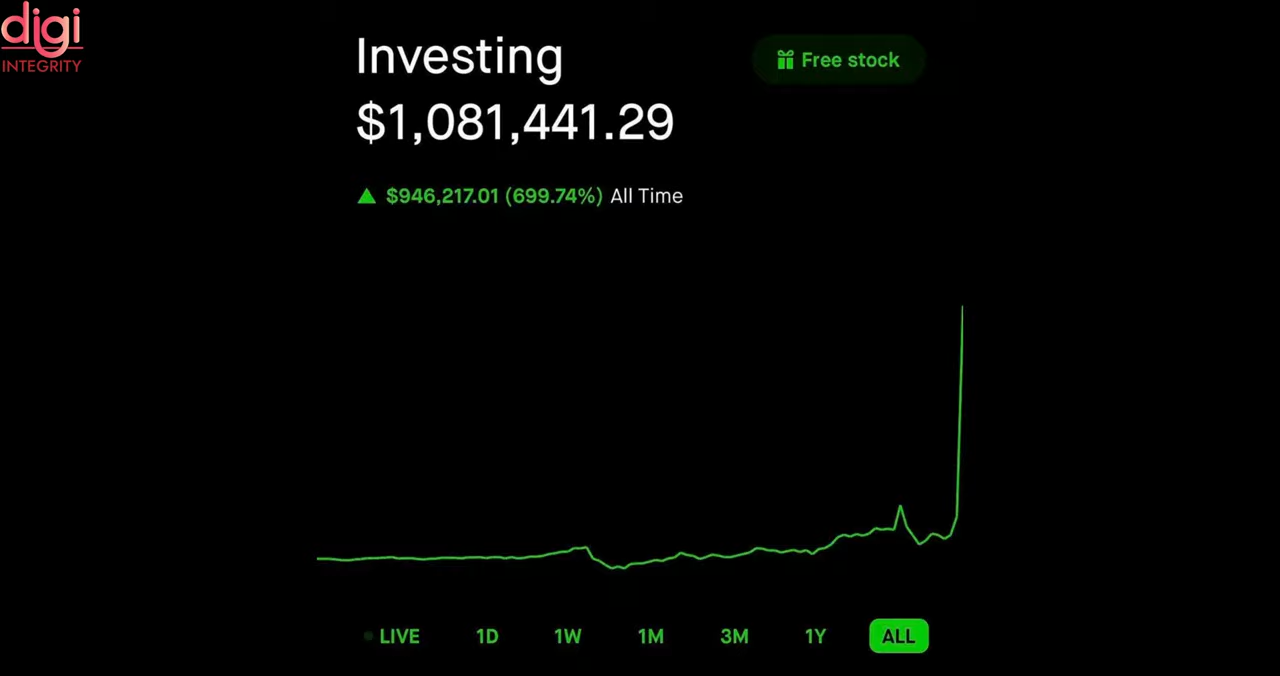 digi
INTEGRITY
Investing
Free stock
$1,081,441.29
▲ $946,217.01 (699.74%) All Time
LIVE 1D 1W 1M 3M 1Y ALL